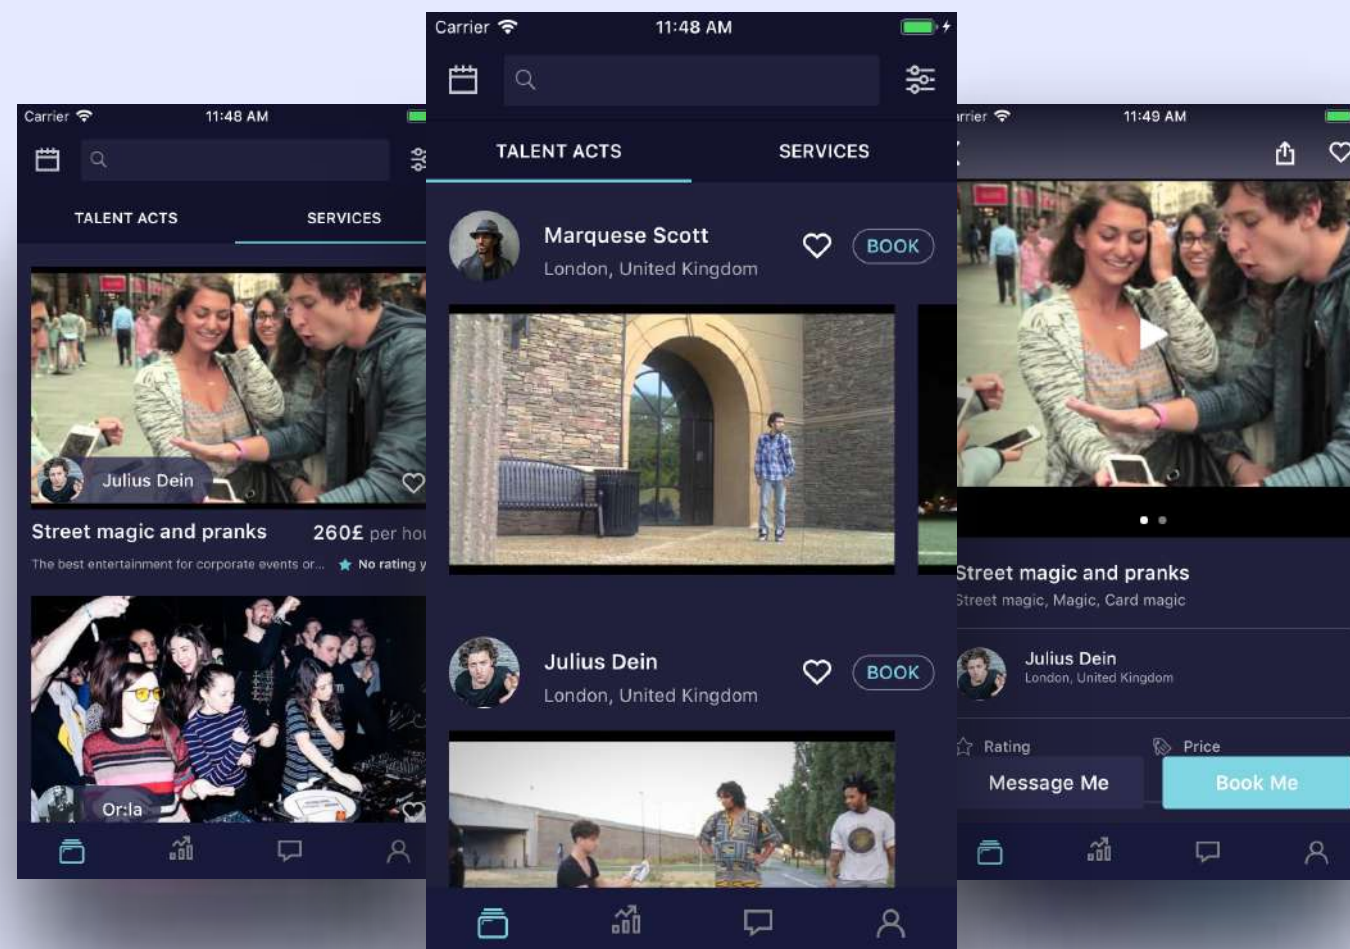 Carrier 11:48 AM
TALENT ACTS SERVICES
Julius Dein
Street magic and pranks 260£ per hou
The best entertainment for corporate events or... No rating y
Or:la
Carrier 11:48 AM
TALENT ACTS SERVICES
Marquese Scott
London, United Kingdom
BOOK
Julius Dein
London, United Kingdom
BOOK
rrier 11:49 AM
Street magic and pranks
Street magic, Magic, Card magic
Julius Dein
London, United Kingdom
Rating Price
Message Me Book Me